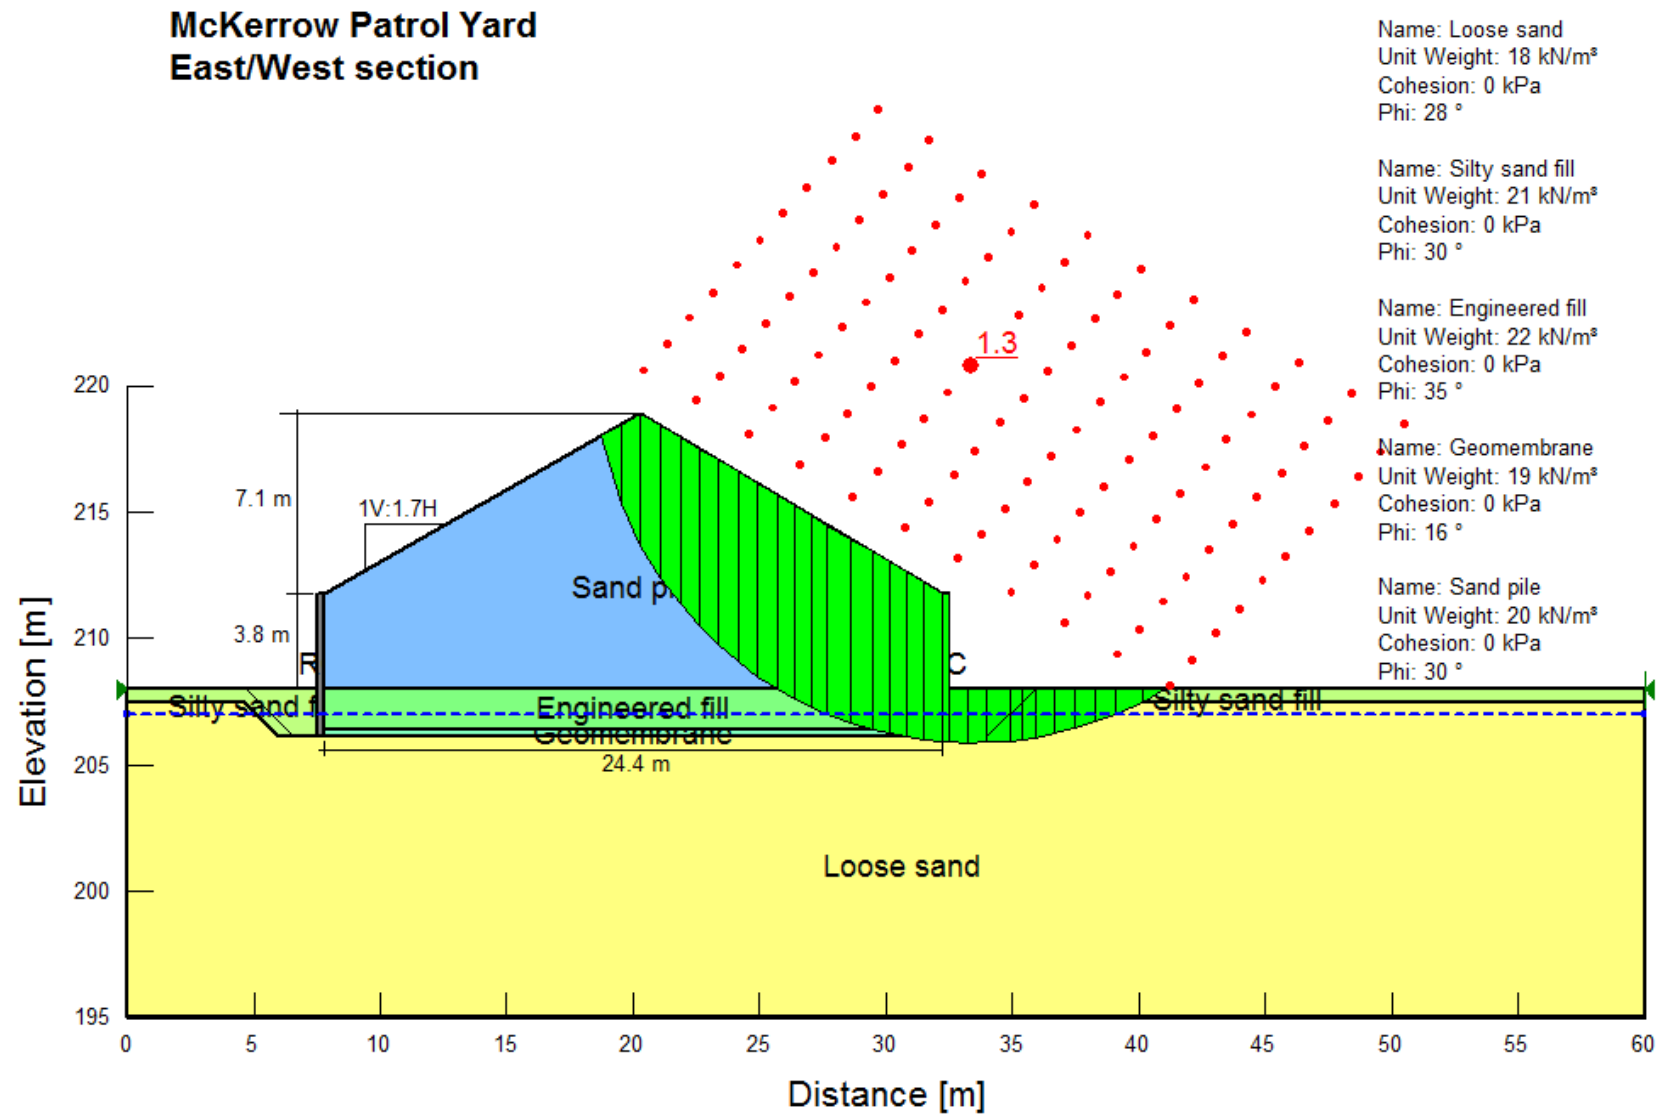 McKerrow Patrol Yard
East/West section
Name: Loose sand
Unit Weight: 18 kN/m³
Cohesion: 0 kPa
Phi: 28 °
Name: Silty sand fill
Unit Weight: 21 kN/m³
Cohesion: 0 kPa
Phi: 30 °
Name: Engineered fill
Unit Weight: 22 kN/m³
Cohesion: 0 kPa
Phi: 35 °
Name: Geomembrane
Unit Weight: 19 kN/m³
Cohesion: 0 kPa
Phi: 16 °
Name: Sand pile
Unit Weight: 20 kN/m³
Cohesion: 0 kPa
Phi: 30 °
1.3
220
7.1 m
1V:1.7H
215
Sand p
210
3.8 m
R
C
Silty sand f
Engineered fill
Silty sand fill
Geomembrane
205
24.4 m
Loose sand
200
195
Elevation [m]
0 5 10 15 20 25 30 35 40 45 50 55 60
Distance [m]